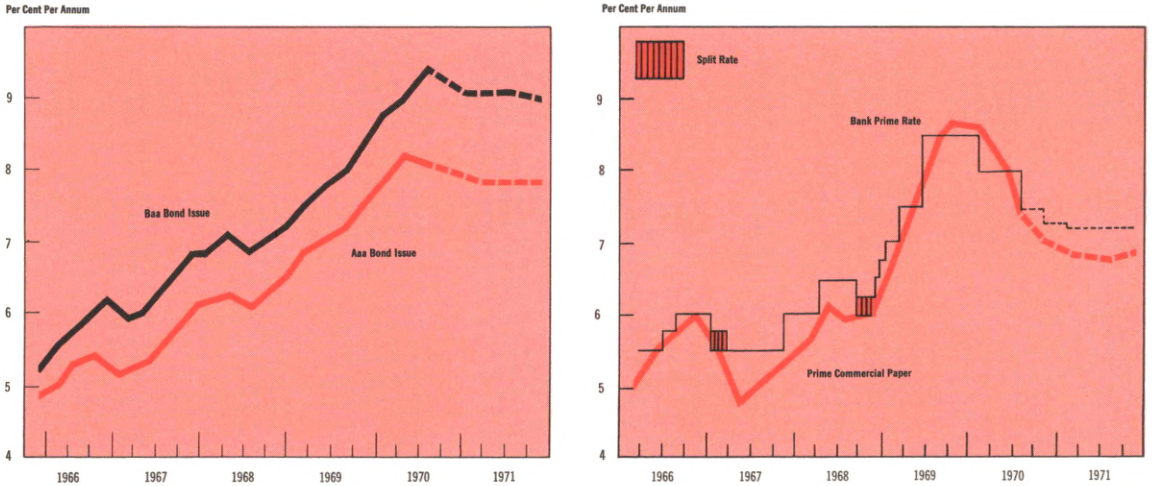 Per Cent Per Annum
9
8
7
6
5
4
Baa Bond Issue
Aaa Bond Issue
1966 1967 1968 1969 1970 1971
Per Cent Per Annum
Split Rate
9
8
7
6
5
4
Bank Prime Rate
Prime Commercial Paper
1966 1967 1968 1969 1970 1971